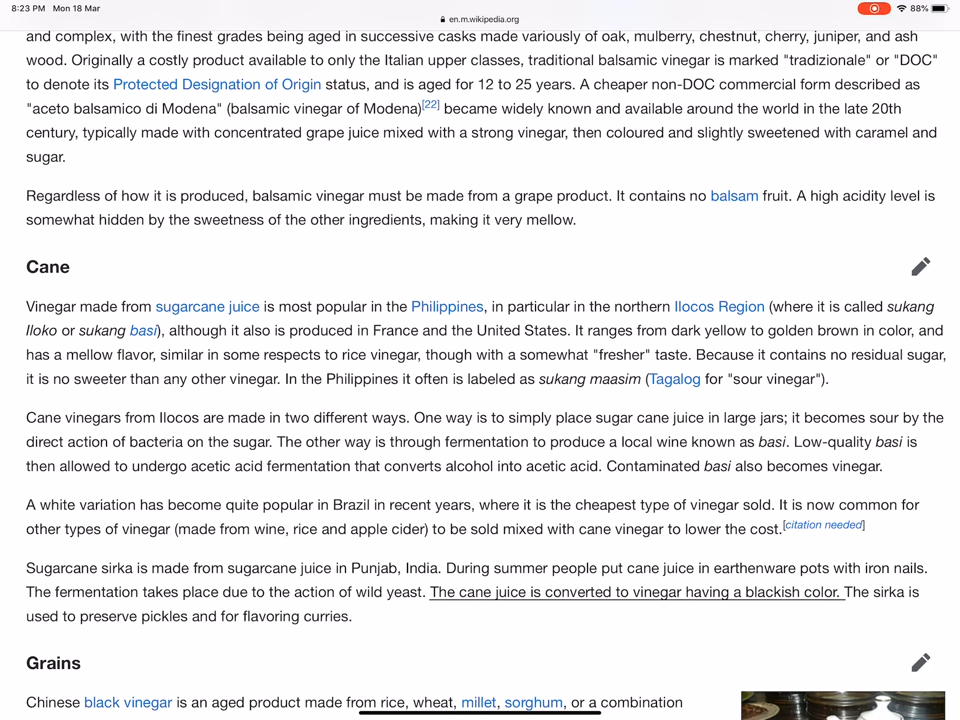 8:23 PM Mon 18 Mar
88%
en.m.wikipedia.org
and complex, with the finest grades being aged in successive casks made variously of oak, mulberry, chestnut, cherry, juniper, and ash
wood. Originally a costly product available to only the Italian upper classes, traditional balsamic vinegar is marked "tradizionale" or "DOC"
to denote its Protected Designation of Origin status, and is aged for 12 to 25 years. A cheaper non-DOC commercial form described as
"aceto balsamico di Modena" (balsamic vinegar of Modena)[22] became widely known and available around the world in the late 20th
century, typically made with concentrated grape juice mixed with a strong vinegar, then coloured and slightly sweetened with caramel and
sugar.
Regardless of how it is produced, balsamic vinegar must be made from a grape product. It contains no balsam fruit. A high acidity level is
somewhat hidden by the sweetness of the other ingredients, making it very mellow.
Cane
Vinegar made from sugarcane juice is most popular in the Philippines, in particular in the northern Ilocos Region (where it is called sukang
Iloko or sukang basi), although it also is produced in France and the United States. It ranges from dark yellow to golden brown in color, and
has a mellow flavor, similar in some respects to rice vinegar, though with a somewhat "fresher" taste. Because it contains no residual sugar,
it is no sweeter than any other vinegar. In the Philippines it often is labeled as sukang maasim (Tagalog for "sour vinegar").
Cane vinegars from Ilocos are made in two different ways. One way is to simply place sugar cane juice in large jars; it becomes sour by the
direct action of bacteria on the sugar. The other way is through fermentation to produce a local wine known as basi. Low-quality basi is
then allowed to undergo acetic acid fermentation that converts alcohol into acetic acid. Contaminated basi also becomes vinegar.
A white variation has become quite popular in Brazil in recent years, where it is the cheapest type of vinegar sold. It is now common for
other types of vinegar (made from wine, rice and apple cider) to be sold mixed with cane vinegar to lower the cost.[citation needed]
Sugarcane sirka is made from sugarcane juice in Punjab, India. During summer people put cane juice in earthenware pots with iron nails.
The fermentation takes place due to the action of wild yeast. The cane juice is converted to vinegar having a blackish color. The sirka is
used to preserve pickles and for flavoring curries.
Grains
Chinese black vinegar is an aged product made from rice, wheat, millet, sorghum, or a combination